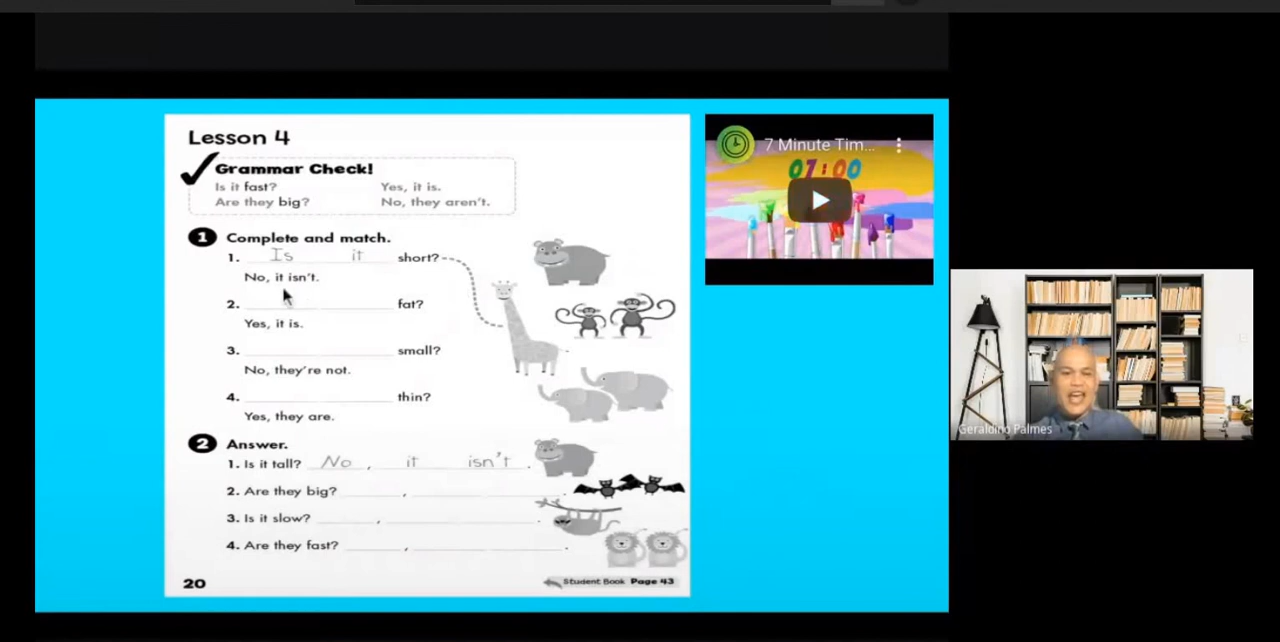 Lesson 4
Grammar Check!
Is it fast? Yes, it is.
Are they big? No, they aren't.
1 Complete and match.
1. Is it short?
No, it isn't.
2. fat?
Yes, it is.
3. small?
No, they're not.
4. thin?
Yes, they are.
2 Answer.
1. Is it tall? No, it isn't.
2. Are they big? , .
3. Is it slow? , .
4. Are they fast? , .
20
Student Book Page 43
7 Minute Tim...
07:00
Geraldino Palmes